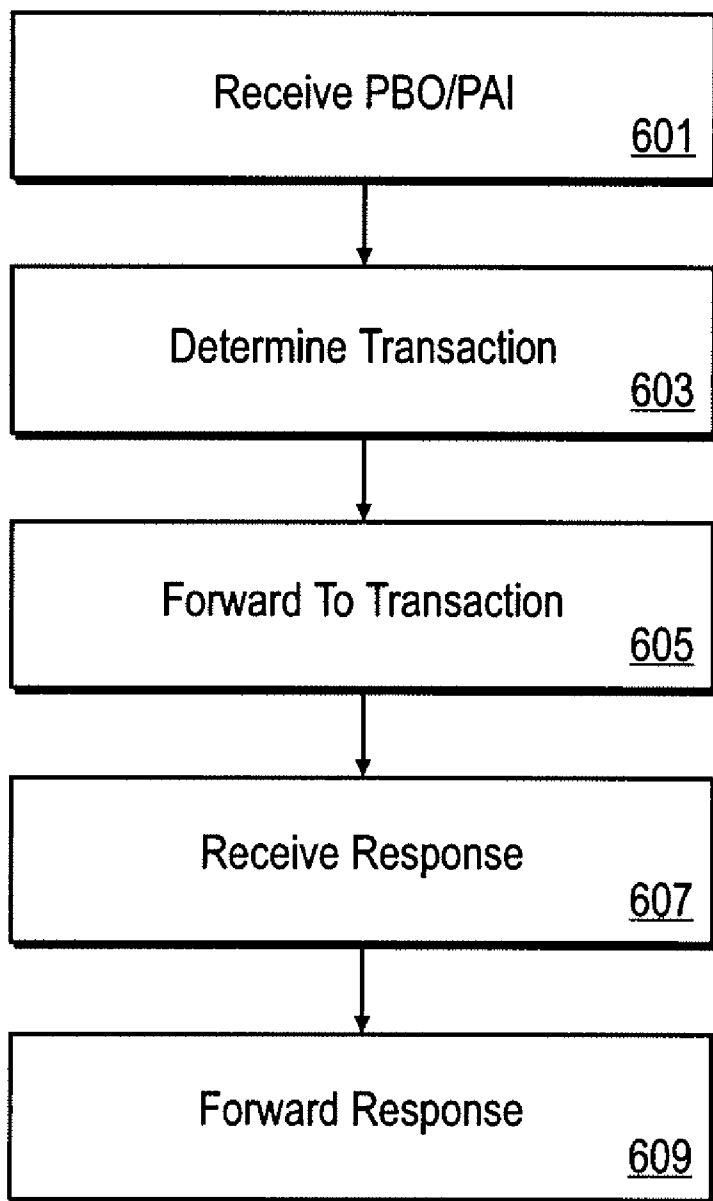 Receive PBO/PAI
601
Determine Transaction
603
Forward To Transaction
605
Receive Response
607
Forward Response
609